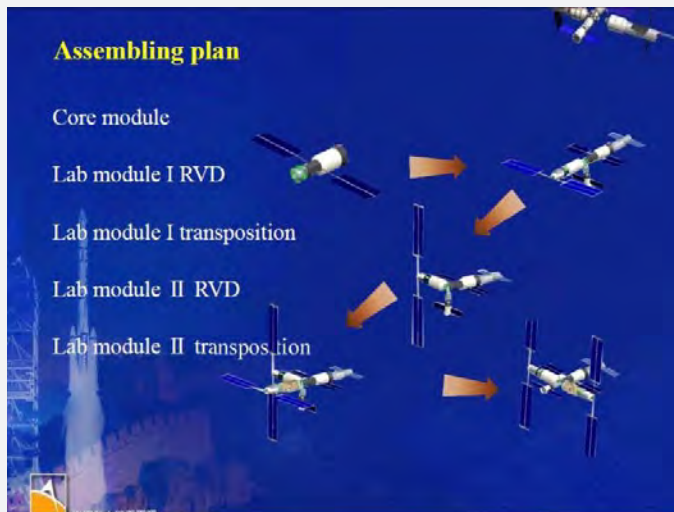 Assembling plan
Core module
Lab module I RVD
Lab module I transposition
Lab module Ⅱ RVD
Lab module Ⅱ transposition